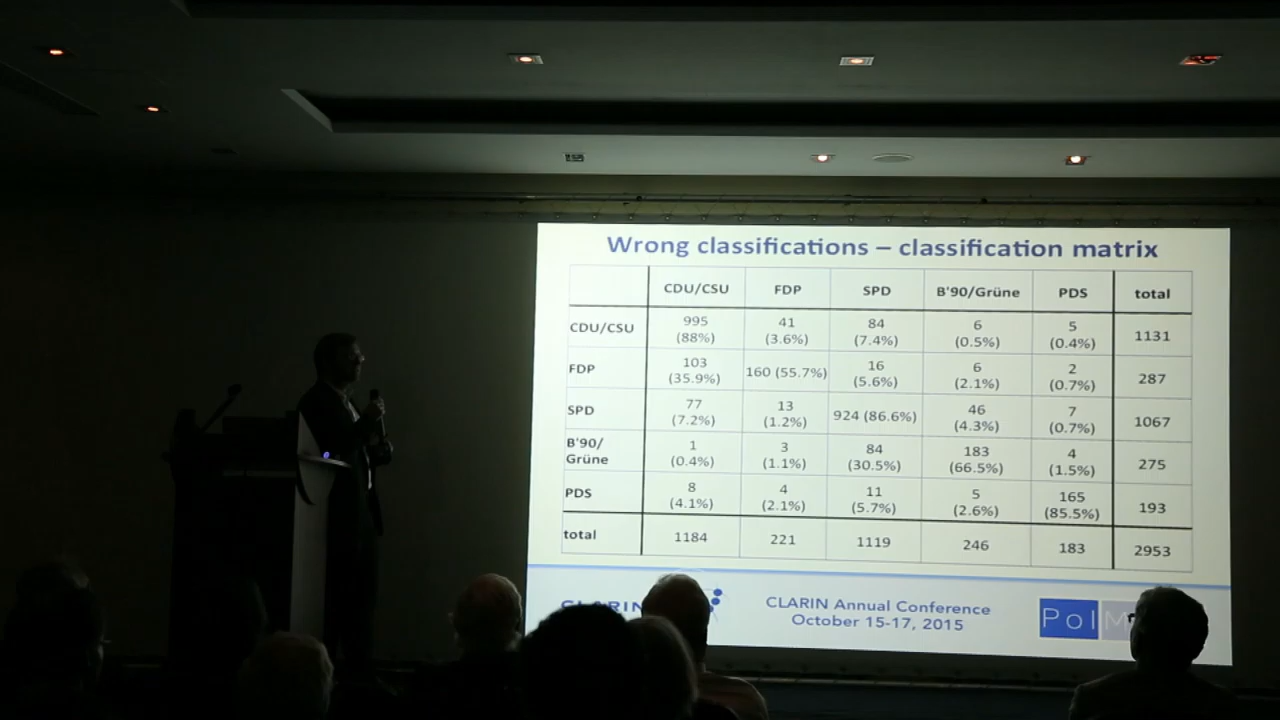 Wrong classifications – classification matrix
CDU/CSU FDP SPD B'90/Grüne PDS total
CDU/CSU 995 (88%) 41 (3.6%) 84 (7.4%) 6 (0.5%) 5 (0.4%) 1131
FDP 103 (35.9%) 160 (55.7%) 16 (5.6%) 6 (2.1%) 2 (0.7%) 287
SPD 77 (7.2%) 13 (1.2%) 924 (86.6%) 46 (4.3%) 7 (0.7%) 1067
B'90/ Grüne 1 (0.4%) 3 (1.1%) 84 (30.5%) 183 (66.5%) 4 (1.5%) 275
PDS 8 (4.1%) 4 (2.1%) 11 (5.7%) 5 (2.6%) 165 (85.5%) 193
total 1184 221 1119 246 183 2953
CLARIN
CLARIN Annual Conference
October 15-17, 2015
PolM